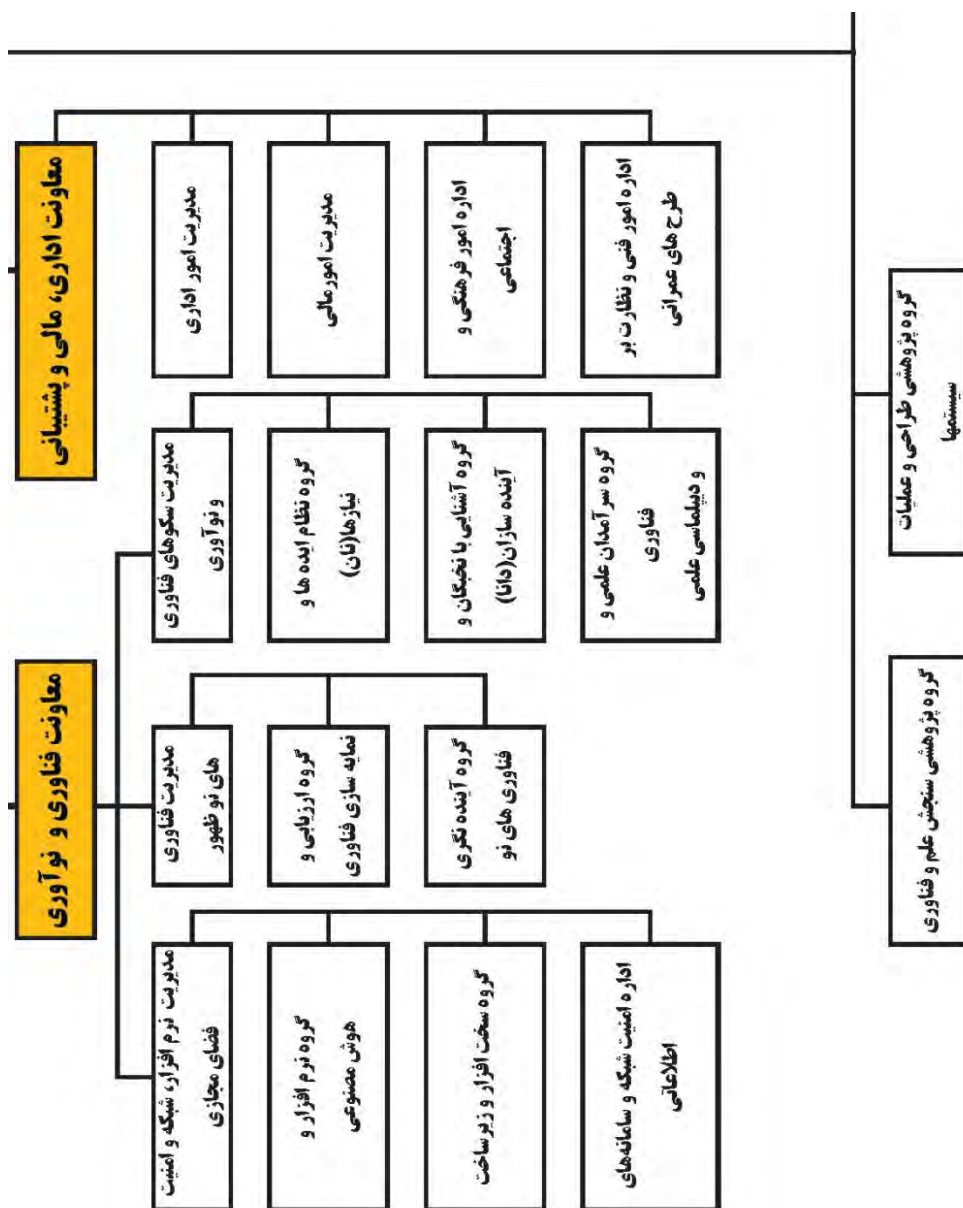 معاونت اداری، مالی و پشتیبانی
مدیریت امور اداری
مدیریت امور مالی
اداره امور فرهنگی و
اجتماعی
اداره امور فنی و نظارت بر
طرح های عمرانی
معاونت فناوری و نوآوری
مدیریت سکوهای فناوری
و نوآوری
گروه نظام ایده ها و
نیازها(نان)
گروه آشنایی با نخبگان و
آینده سازان(دانا)
گروه سرآمدان علمی و
فناوری
و دیپلماسی علمی
مدیریت فناوری
های نو ظهور
گروه ارزیابی و
نمایه سازی فناوری
گروه آینده نگری
فناوری های نو
مدیریت نرم افزار، شبکه و امنیت
فضای مجازی
گروه نرم افزار و
هوش مصنوعی
گروه سخت افزار و زیرساخت
اداره امنیت شبکه و سامانه‌های
اطلاعاتی
گروه پژوهشی طراحی و عملیات
سیستمها
گروه پژوهشی سنجش علم و فناوری